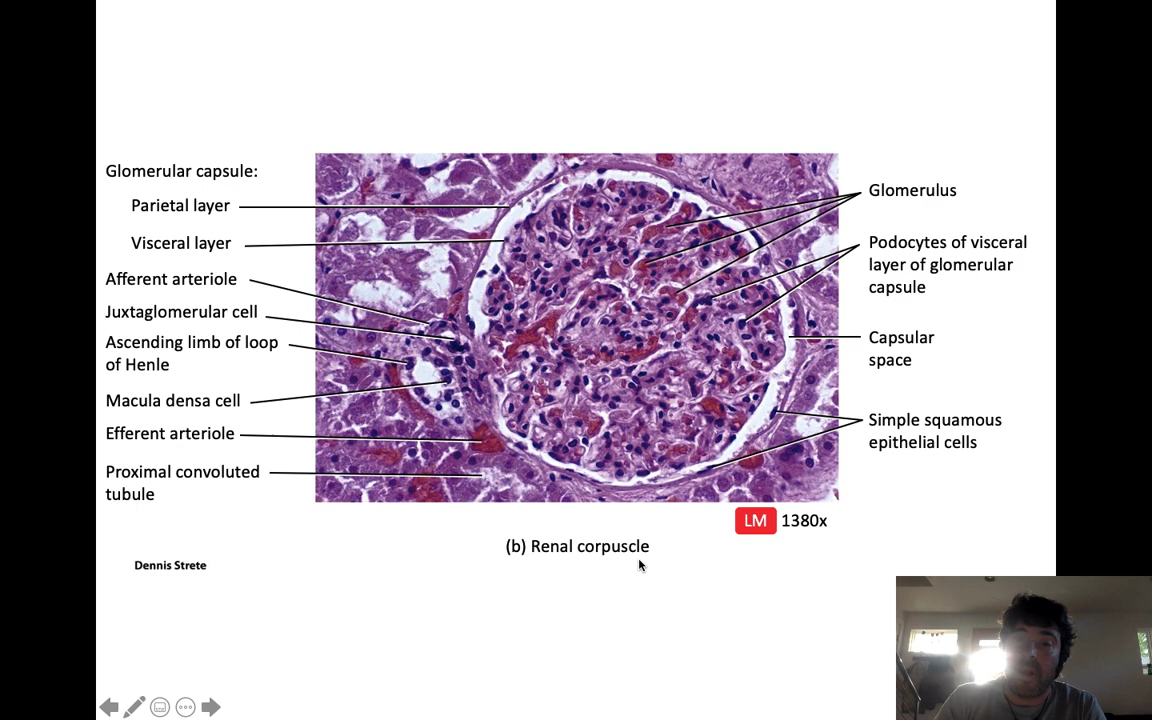 Glomerular capsule:
Parietal layer
Visceral layer
Afferent arteriole
Juxtaglomerular cell
Ascending limb of loop
of Henle
Macula densa cell
Efferent arteriole
Proximal convoluted
tubule
Glomerulus
Podocytes of visceral
layer of glomerular
capsule
Capsular
space
Simple squamous
epithelial cells
LM 1380x
(b) Renal corpuscle
Dennis Strete